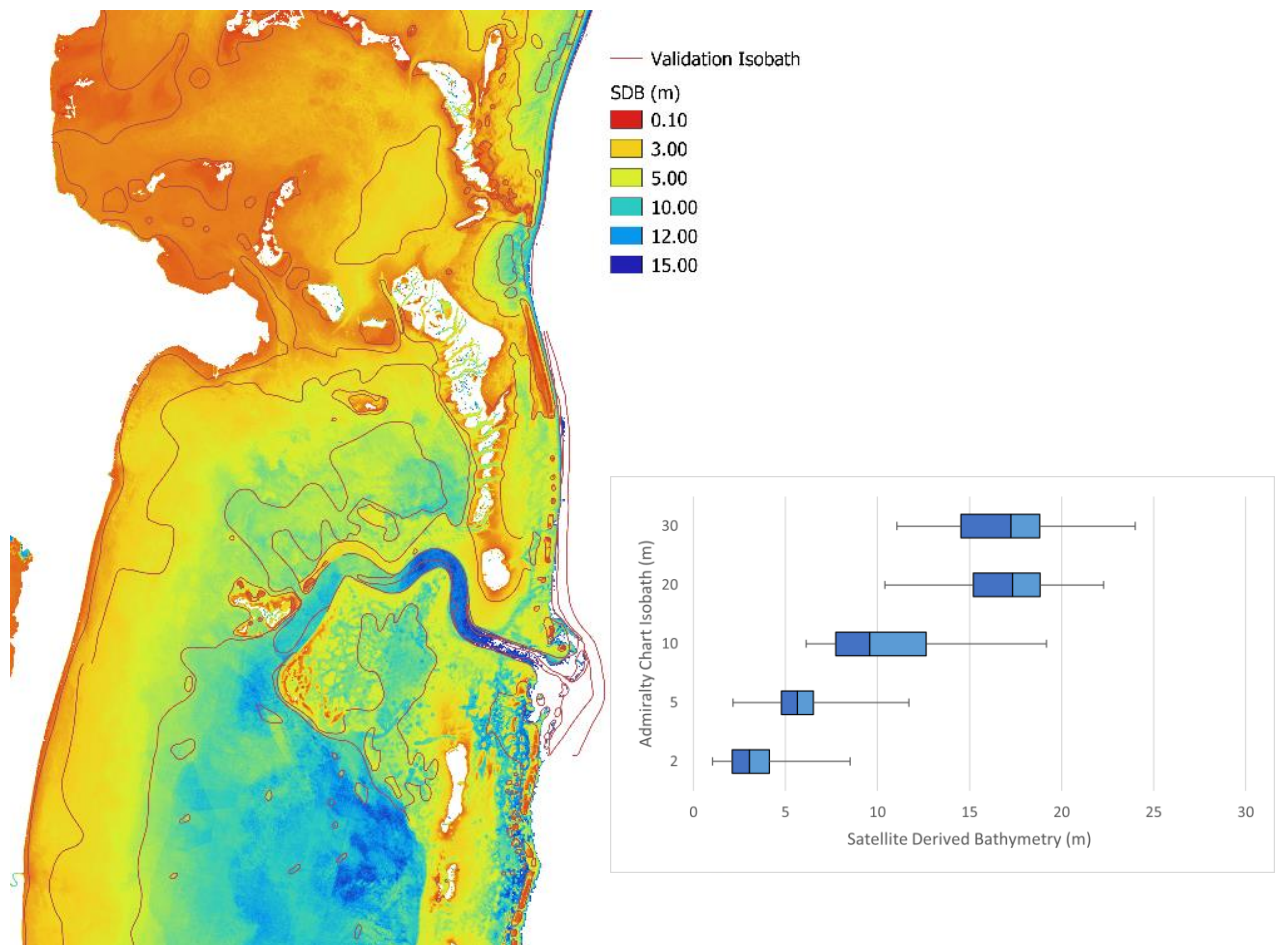 Validation Isobath
SDB (m)
0.10
3.00
5.00
10.00
12.00
15.00
Admiralty Chart Isobath (m)
30
20
10
5
2
0 5 10 15 20 25 30
Satellite Derived Bathymetry (m)